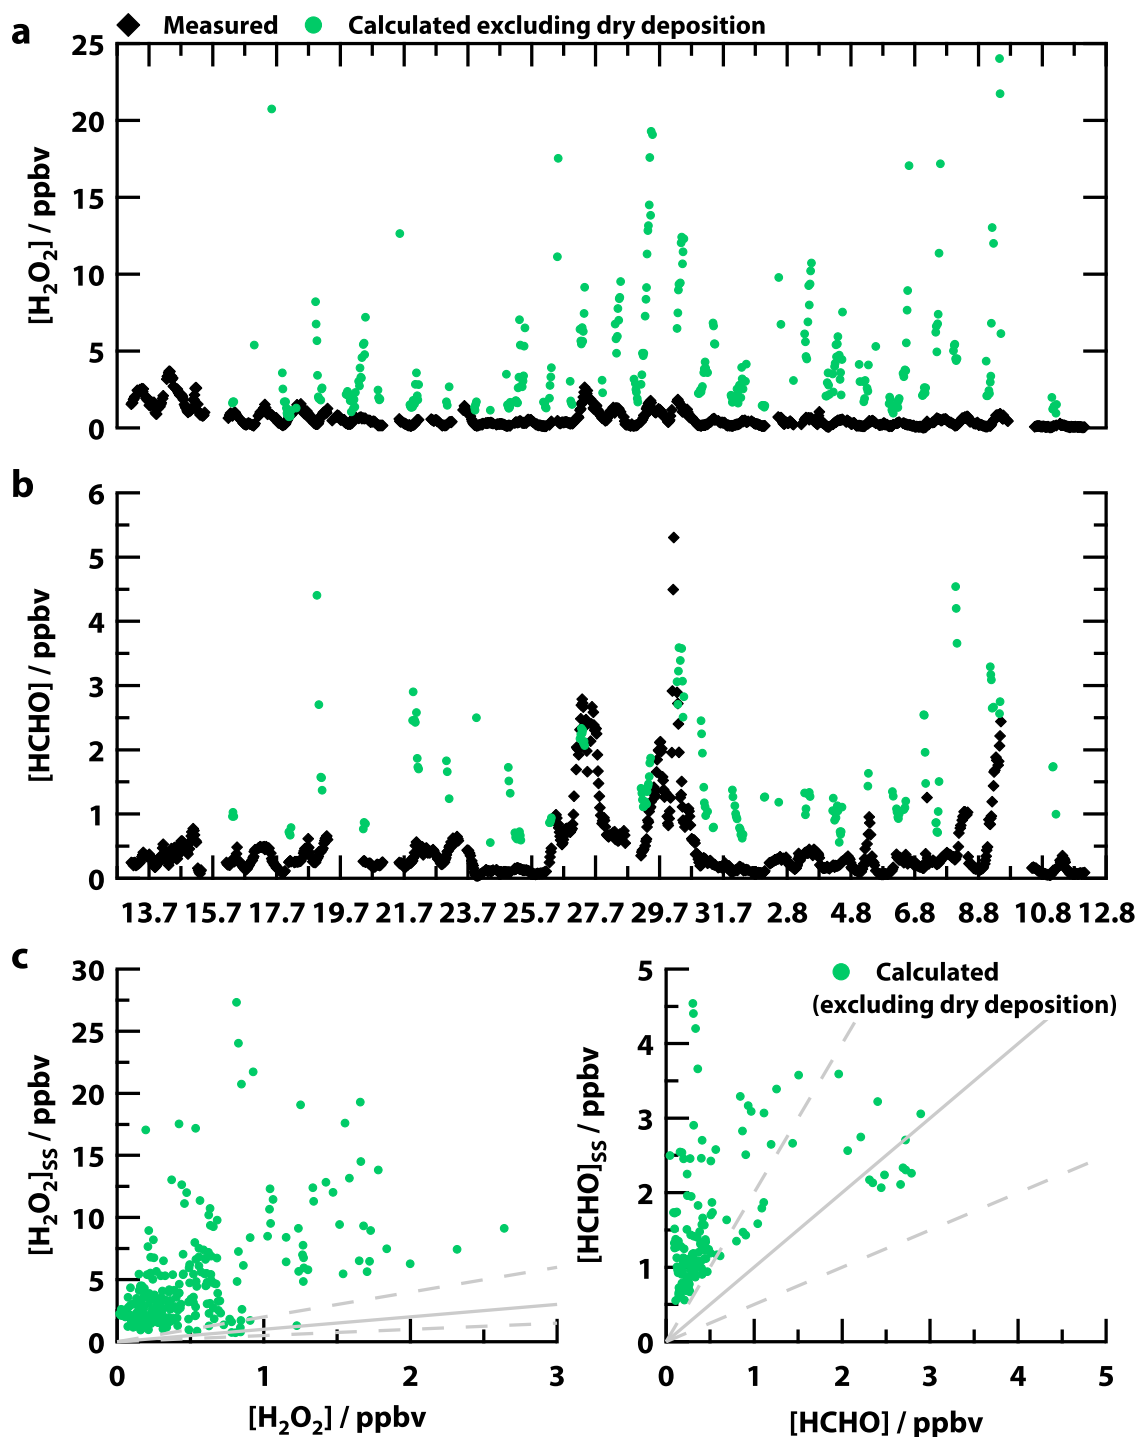 a
Measured
Calculated excluding dry deposition
25
20
15
10
5
0
[H₂O₂] / ppbv
b
6
5
4
3
2
1
0
[HCHO] / ppbv
13.7 15.7 17.7 19.7 21.7 23.7 25.7 27.7 29.7 31.7 2.8 4.8 6.8 8.8 10.8 12.8
c
30
25
20
15
10
5
0
[H₂O₂]SS / ppbv
0 1 2 3
[H₂O₂] / ppbv
Calculated
(excluding dry deposition)
5
4
3
2
1
0
[HCHO]SS / ppbv
0 1 2 3 4 5
[HCHO] / ppbv